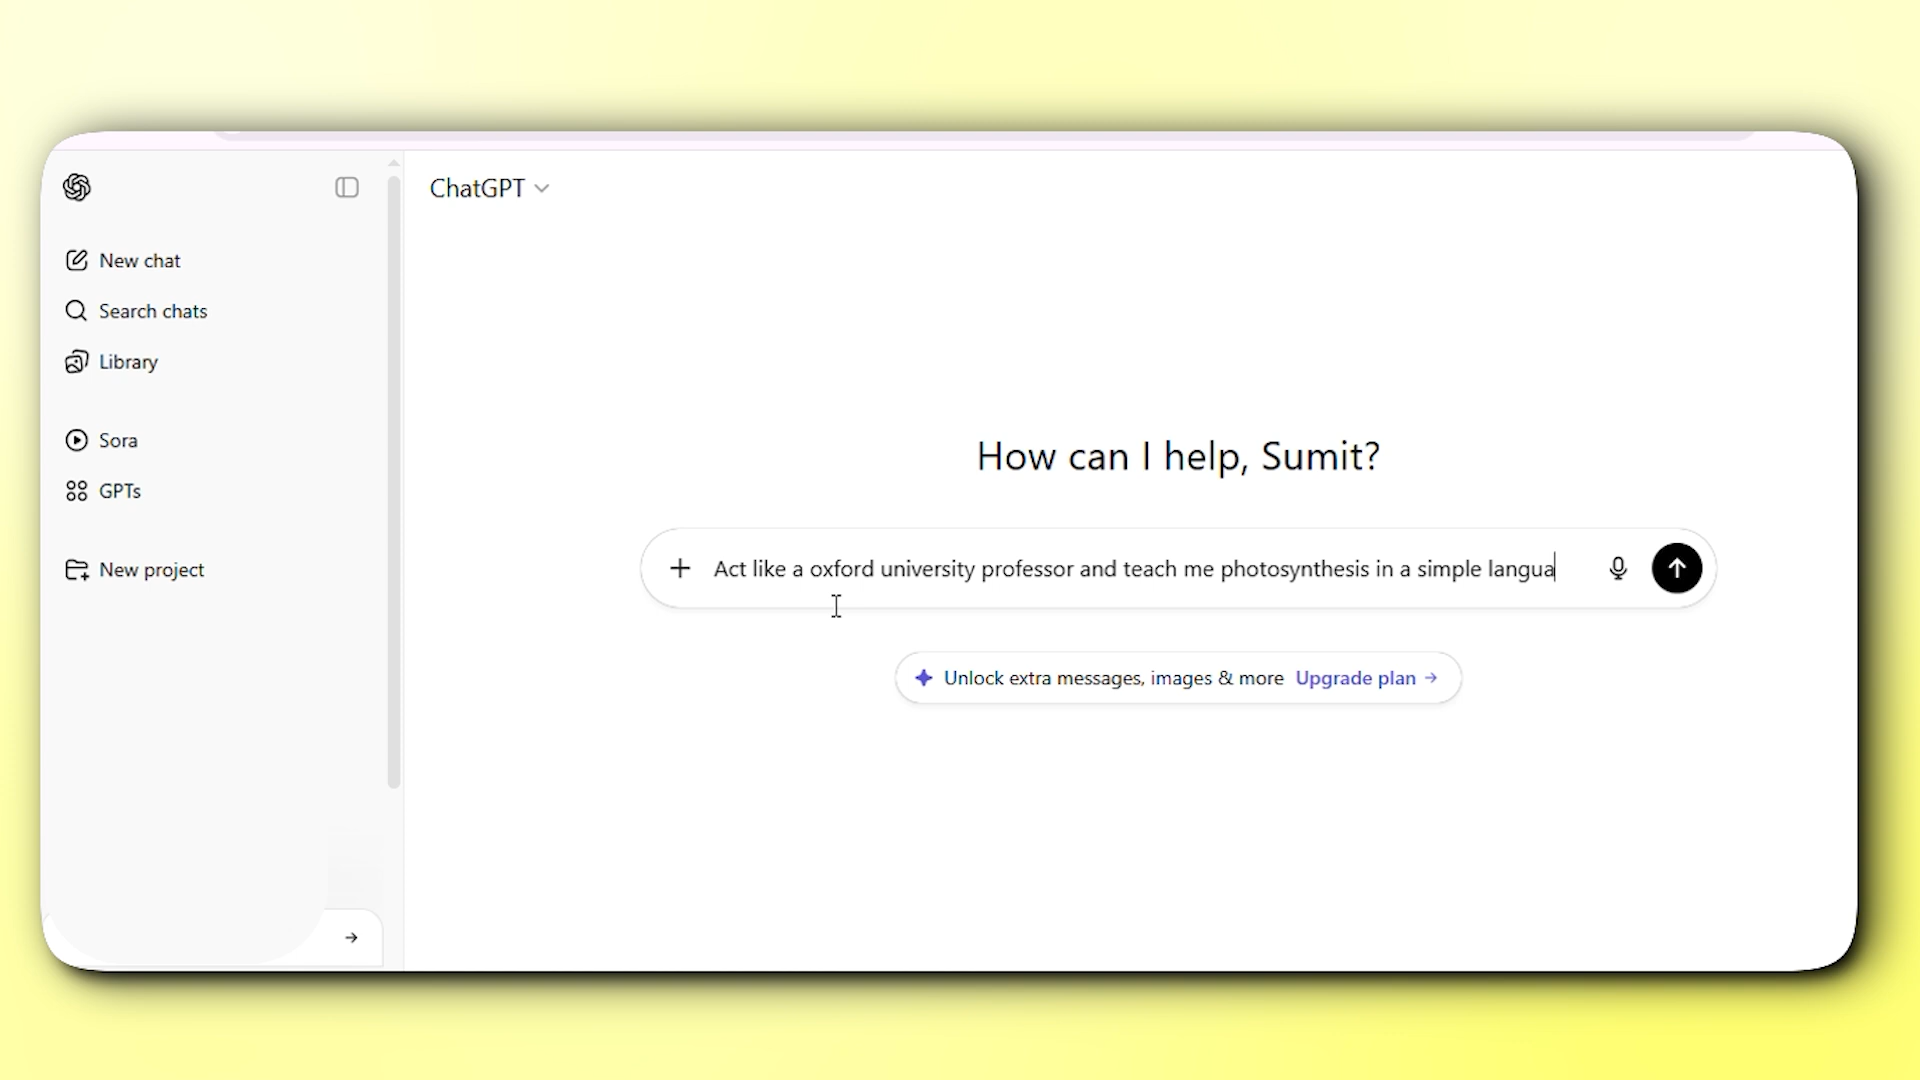 ChatGPT
New chat
Search chats
Library
Sora
GPTs
New project
How can I help, Sumit?
Act like a oxford university professor and teach me photosynthesis in a simple langua
Unlock extra messages, images & more Upgrade plan →